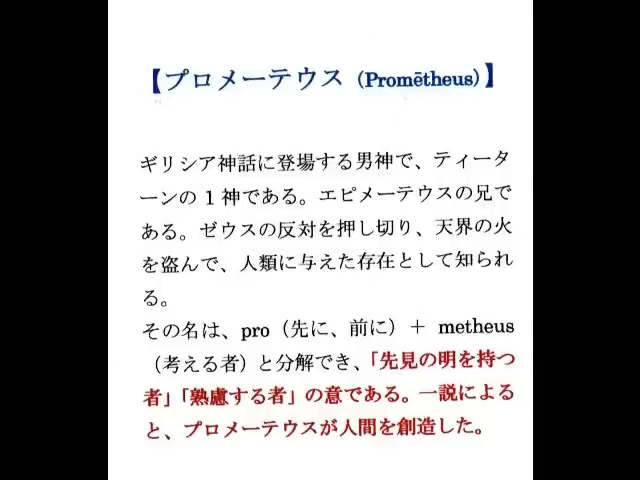 【プロメーテウス（Promētheus）】
ギリシア神話に登場する男神で、ティータ
ーンの 1 神である。エピメーテウスの兄で
ある。ゼウスの反対を押し切り、天界の火
を盗んで、人類に与えた存在として知られ
る。
その名は、pro（先に、前に）＋ metheus
（考える者）と分解でき、「先見の明を持つ
者」「熟慮する者」の意である。一説による
と、プロメーテウスが人間を創造した。